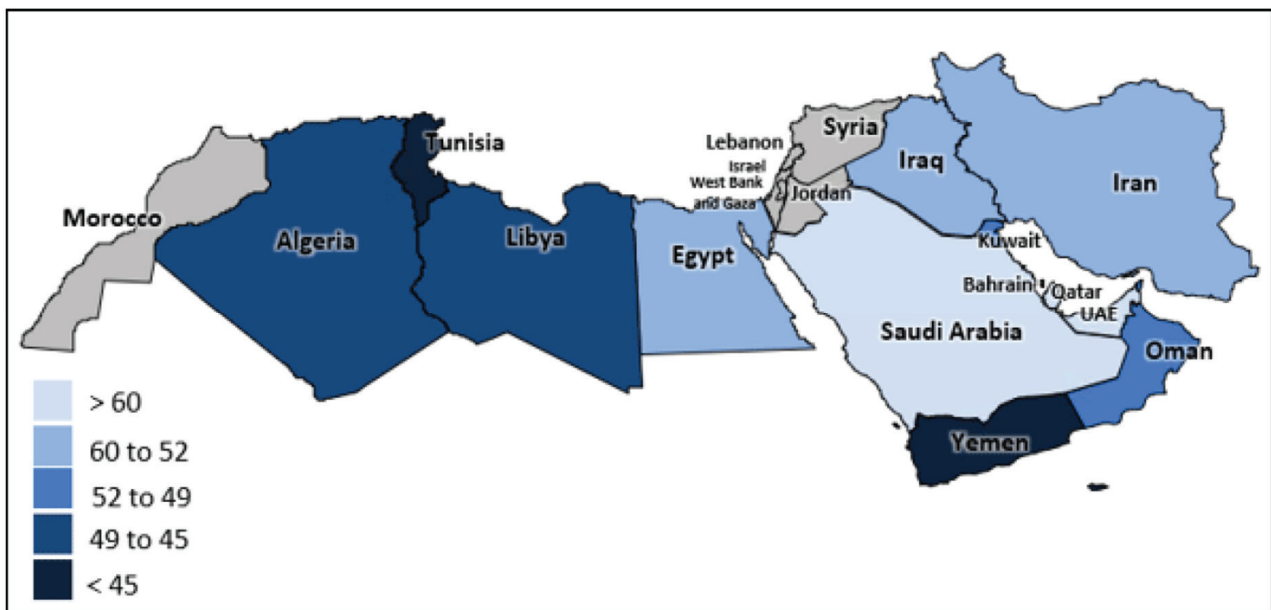 Tunisia
Morocco
Algeria
Libya
Egypt
Lebanon
Syria
Israel
West Bank
and Gaza
Jordan
Iraq
Iran
Kuwait
Bahrain
Qatar
UAE
Saudi Arabia
Oman
Yemen
> 60
60 to 52
52 to 49
49 to 45
< 45